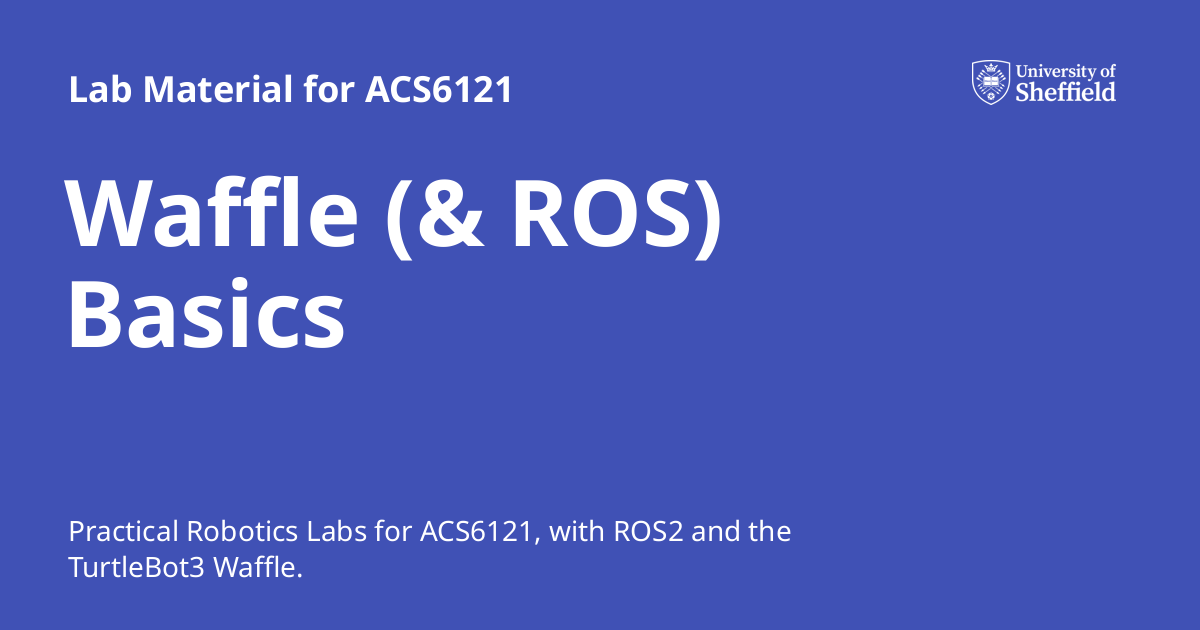 Lab Material for ACS6121
University of
Sheffield
Waffle (& ROS)
Basics
Practical Robotics Labs for ACS6121, with ROS2 and the
TurtleBot3 Waffle.